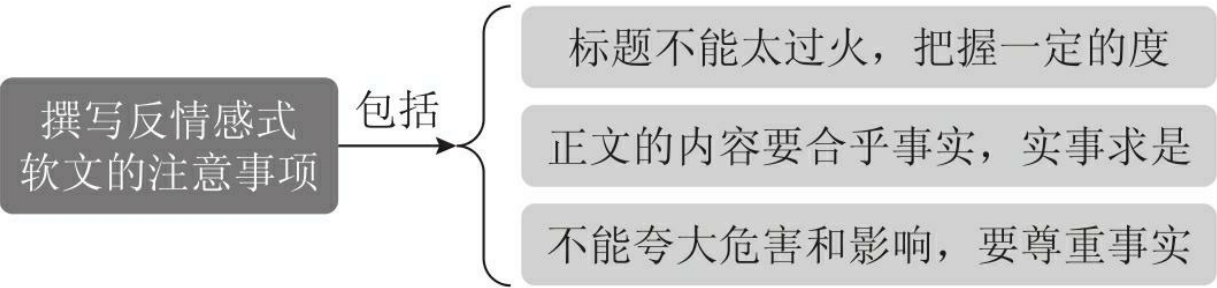 撰写反情感式
软文的注意事项
包括
标题不能太过火，把握一定的度
正文的内容要合乎事实，实事求是
不能夸大危害和影响，要尊重事实